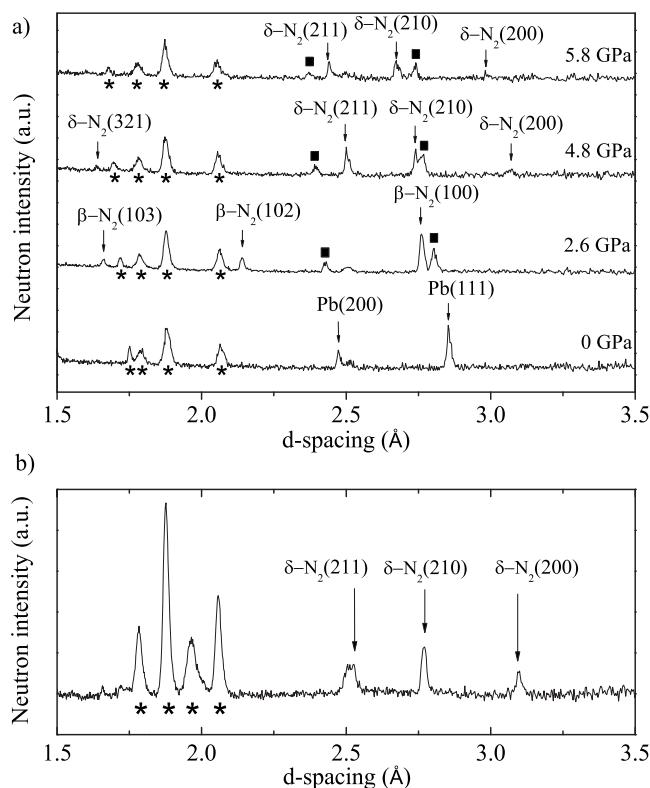 a)
δ–N₂(211)
δ–N₂(210)
δ–N₂(200)
5.8 GPa
* * * *
δ–N₂(321)
δ–N₂(211)
δ–N₂(210)
δ–N₂(200)
4.8 GPa
* * * *
β–N₂(103)
β–N₂(102)
β–N₂(100)
2.6 GPa
* * * *
Pb(200)
Pb(111)
0 GPa
* * * *
Neutron intensity (a.u.)
1.5 2.0 2.5 3.0 3.5
d-spacing (Å)
b)
δ–N₂(211)
δ–N₂(210)
δ–N₂(200)
* * * *
Neutron intensity (a.u.)
1.5 2.0 2.5 3.0 3.5
d-spacing (Å)